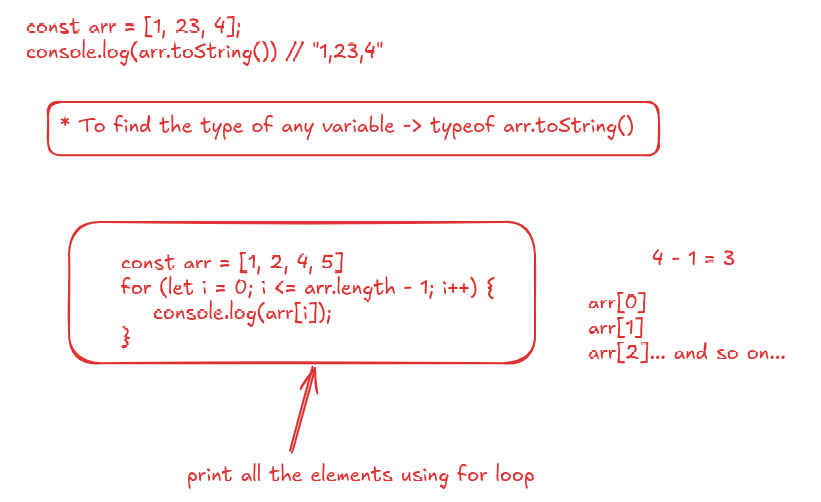 const arr = [1, 23, 4];
console.log(arr.toString()) // "1,23,4"
* To find the type of any variable -> typeof arr.toString()
const arr = [1, 2, 4, 5]
for (let i = 0; i <= arr.length - 1; i++) {
console.log(arr[i]);
}
4 - 1 = 3
arr[0]
arr[1]
arr[2]... and so on...
print all the elements using for loop